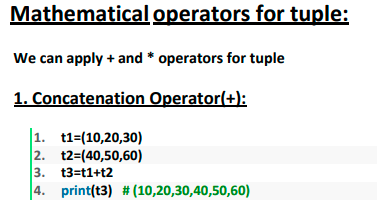 Mathematical operators for tuple:
We can apply + and * operators for tuple
1. Concatenation Operator(+):
1. t1=(10,20,30)
2. t2=(40,50,60)
3. t3=t1+t2
4. print(t3) # (10,20,30,40,50,60)